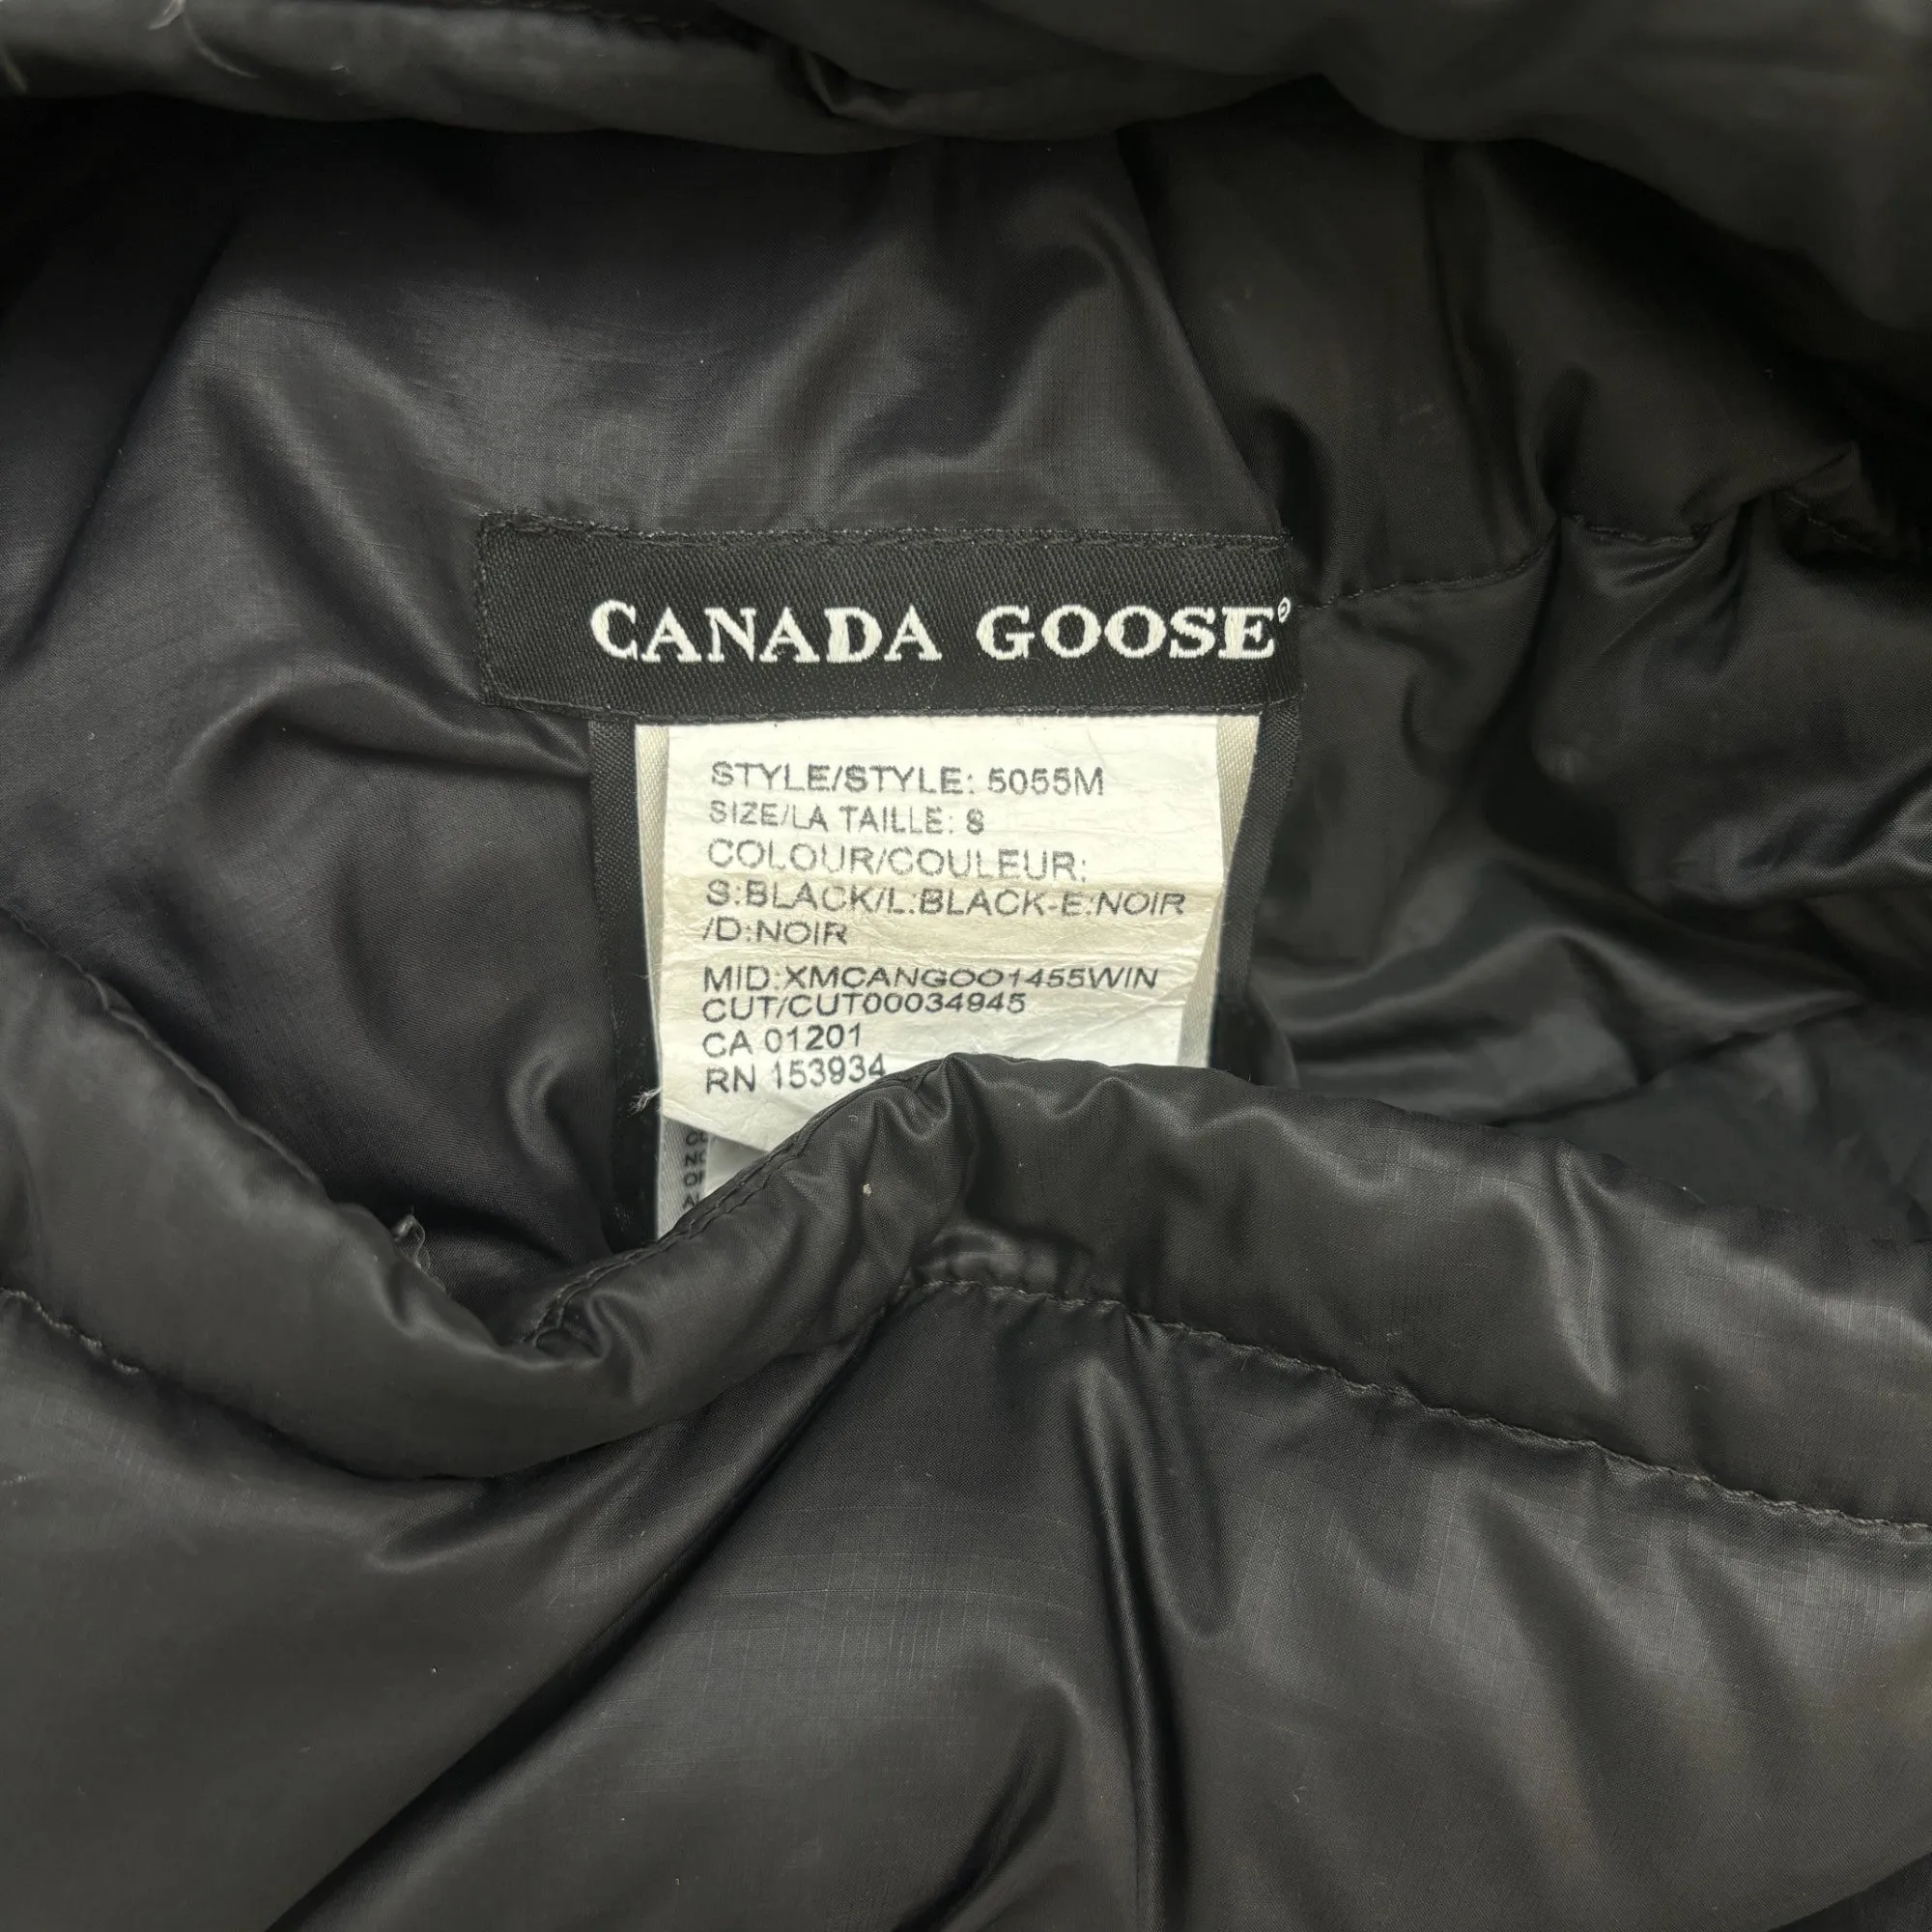 CANADA GOOSE
STYLE/STYLE: 5055M
SIZE/LA TAILLE: S
COLOUR/COULEUR:
S:BLACK/L:BLACK-E:NOIR
/D:NOIR
MID:XMCANGOO1455WIN
CUT/CUT00034945
CA 01201
RN 153934